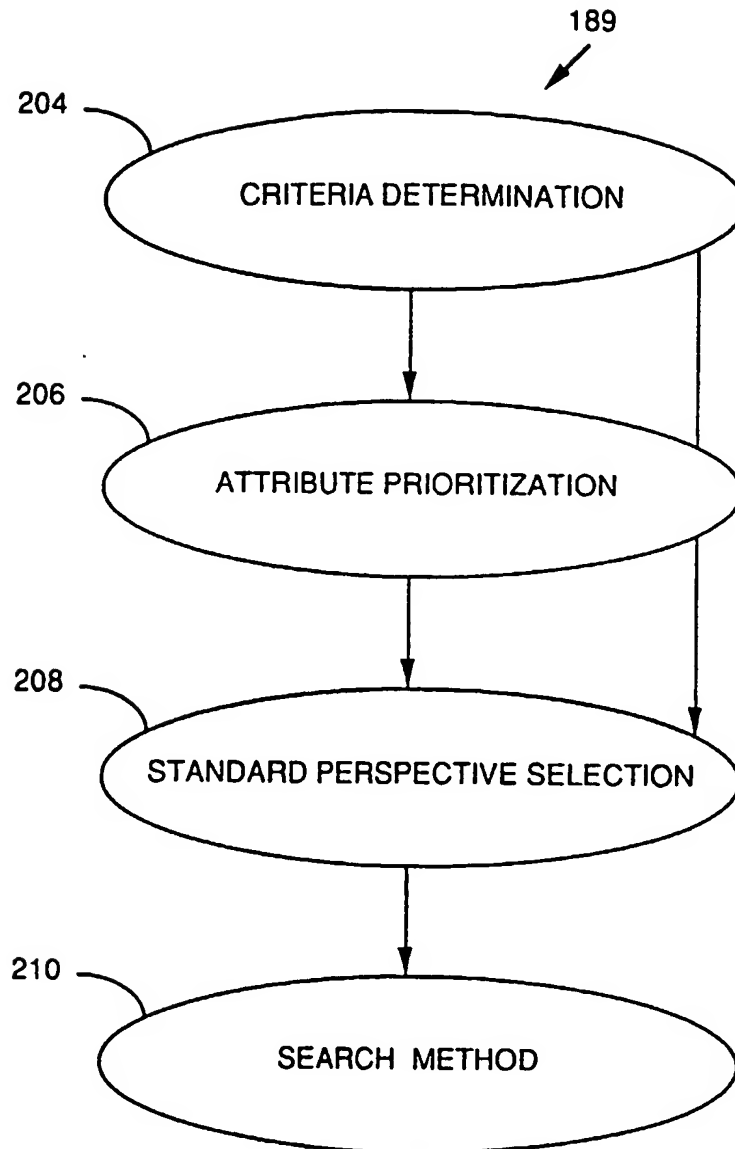 189
204
CRITERIA DETERMINATION
206
ATTRIBUTE PRIORITIZATION
208
STANDARD PERSPECTIVE SELECTION
210
SEARCH METHOD